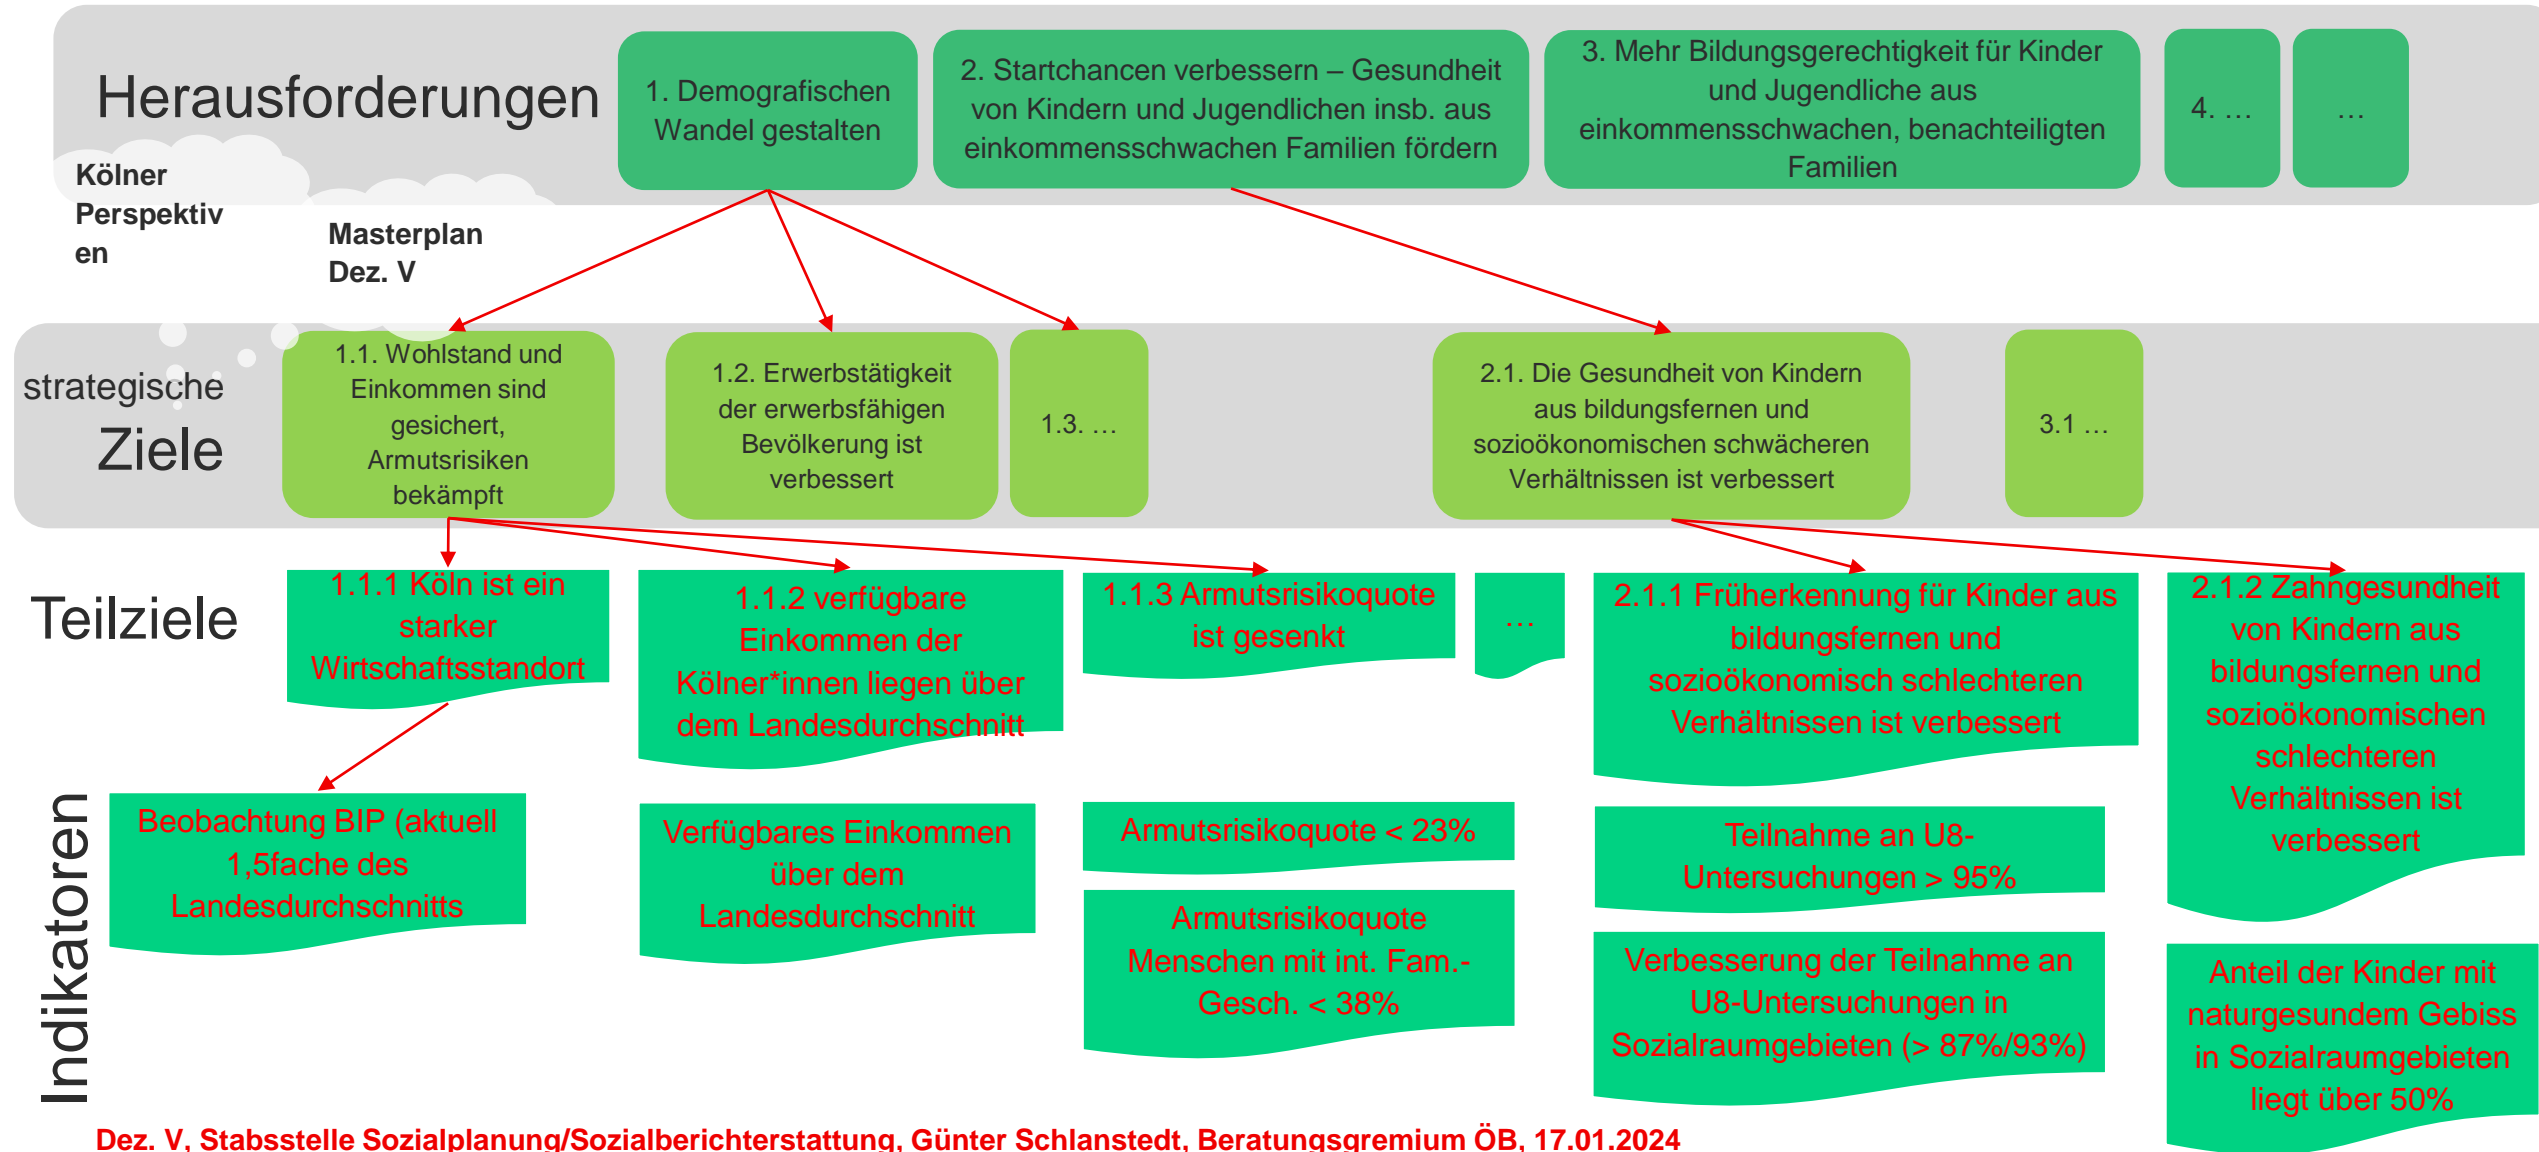 Herausforderungen
1. Demografischen
Wandel gestalten
2. Startchancen verbessern – Gesundheit
von Kindern und Jugendlichen insb. aus
einkommensschwachen Familien fördern
3. Mehr Bildungsgerechtigkeit für Kinder
und Jugendliche aus
einkommensschwachen, benachteiligten
Familien
4. …
…
Kölner
Perspektiv
en
Masterplan
Dez. V
strategische
Ziele
1.1. Wohlstand und
Einkommen sind
gesichert,
Armutsrisiken
bekämpft
1.2. Erwerbstätigkeit
der erwerbsfähigen
Bevölkerung ist
verbessert
1.3. …
2.1. Die Gesundheit von Kindern
aus bildungsfernen und
sozioökonomischen schwächeren
Verhältnissen ist verbessert
3.1 …
Teilziele
1.1.1 Köln ist ein
starker
Wirtschaftsstandort
1.1.2 verfügbare
Einkommen der
Kölner*innen liegen über
dem Landesdurchschnitt
1.1.3 Armutsrisikoquote
ist gesenkt
…
2.1.1 Früherkennung für Kinder aus
bildungsfernen und
sozioökonomisch schlechteren
Verhältnissen ist verbessert
2.1.2 Zahngesundheit
von Kindern aus
bildungsfernen und
sozioökonomischen
schlechteren
Verhältnissen ist
verbessert
Indikatoren
Beobachtung BIP (aktuell
1,5fache des
Landesdurchschnitts
Verfügbares Einkommen
über dem
Landesdurchschnitt
Armutsrisikoquote < 23%
Armutsrisikoquote
Menschen mit int. Fam.-
Gesch. < 38%
Teilnahme an U8-
Untersuchungen > 95%
Verbesserung der Teilnahme an
U8-Untersuchungen in
Sozialraumgebieten (> 87%/93%)
Anteil der Kinder mit
naturgesundem Gebiss
in Sozialraumgebieten
liegt über 50%
Dez. V, Stabsstelle Sozialplanung/Sozialberichterstattung, Günter Schlanstedt, Beratungsgremium ÖB, 17.01.2024